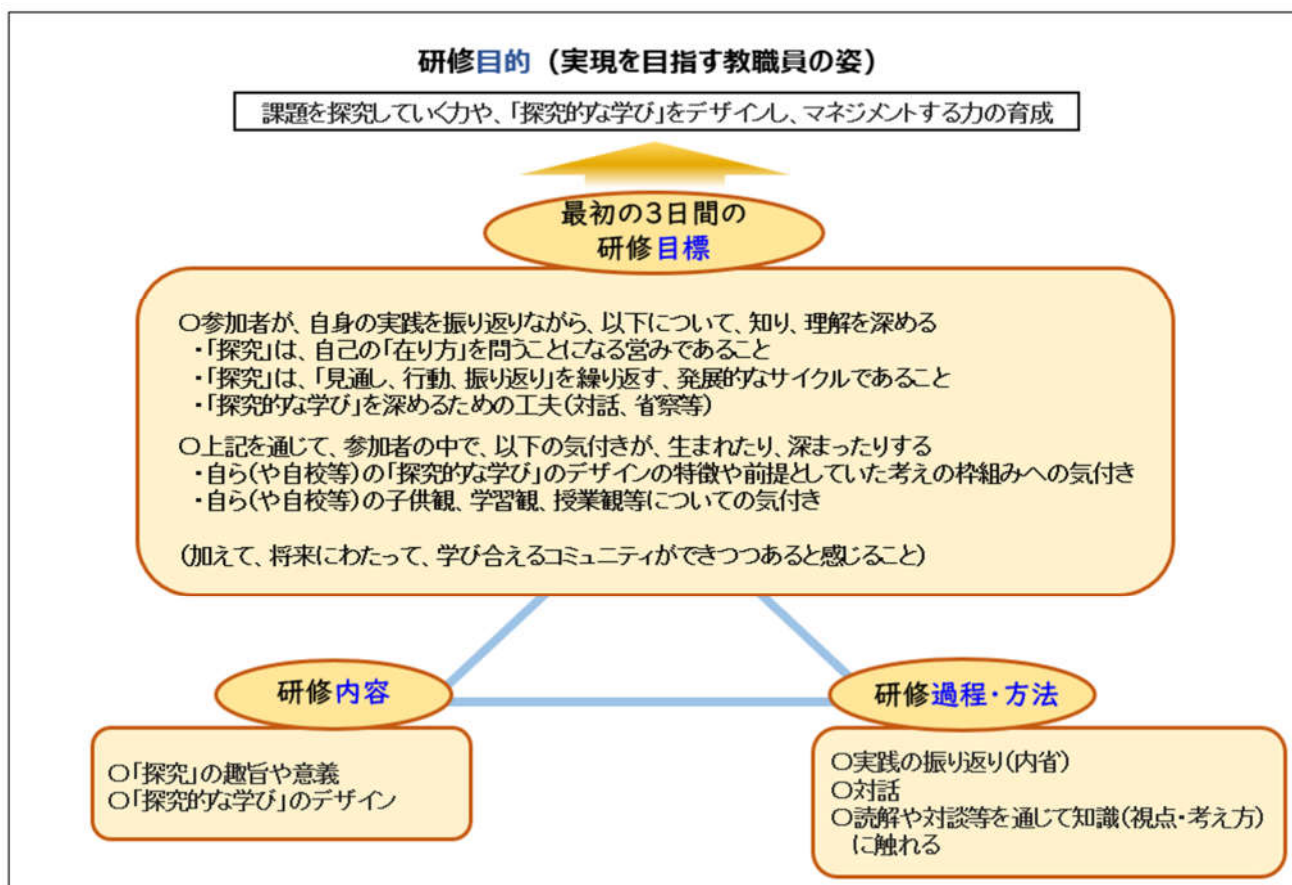 研修目的（実現を目指す教職員の姿）
課題を探究していく力や、「探究的な学び」をデザインし、マネジメントする力の育成
最初の3日間の
研修目標
○参加者が、自身の実践を振り返りながら、以下について、知り、理解を深める
・「探究」は、自己の「在り方」を問うことになる営みであること
・「探究」は、「見通し、行動、振り返り」を繰り返す、発展的なサイクルであること
・「探究的な学び」を深めるための工夫(対話、省察等)
○上記を通じて、参加者の中で、以下の気付きが、生まれたり、深まったりする
・自ら(や自校等)の「探究的な学び」のデザインの特徴や前提としていた考えの枠組みへの気付き
・自ら(や自校等)の子供観、学習観、授業観等についての気付き
(加えて、将来にわたって、学び合えるコミュニティができつつあると感じること)
研修内容
○「探究」の趣旨や意義
○「探究的な学び」のデザイン
研修過程・方法
○実践の振り返り(内省)
○対話
○読解や対談等を通じて知識(視点・考え方)
に触れる